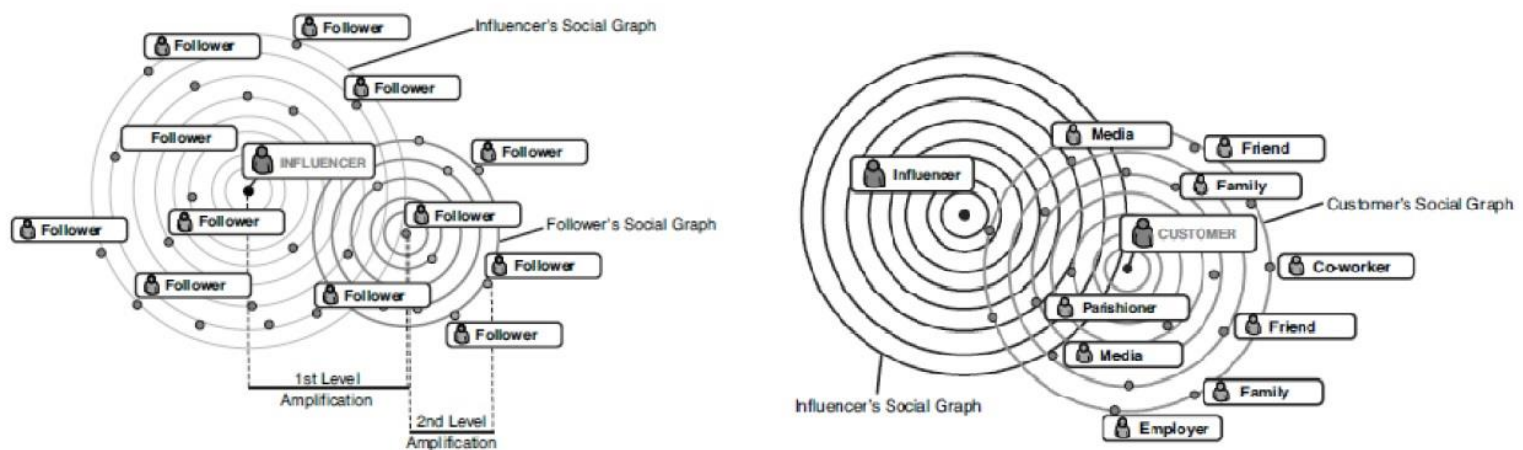 Follower
Influencer's Social Graph
Follower
Follower
Follower
INFLUENCER
Follower
Follower
Follower
Follower
Follower's Social Graph
Follower
Follower
Follower
Follower
1st Level
Amplification
2nd Level
Amplification
Media
Friend
Influencer
Family
Customer's Social Graph
CUSTOMER
Co-worker
Parishioner
Friend
Media
Family
Influencer's Social Graph
Employer